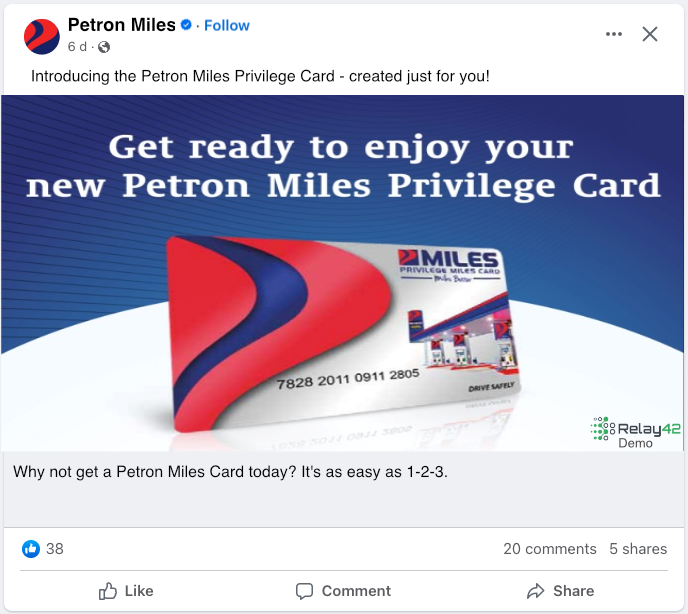 Petron Miles · Follow
6 d ·
Introducing the Petron Miles Privilege Card - created just for you!
Get ready to enjoy your
new Petron Miles Privilege Card
MILES
PRIVILEGE MILES CARD
7828 2011 0911 2805
DRIVE SAFELY
Relay42
Demo
Why not get a Petron Miles Card today? It's as easy as 1-2-3.
38
20 comments 5 shares
Like Comment Share